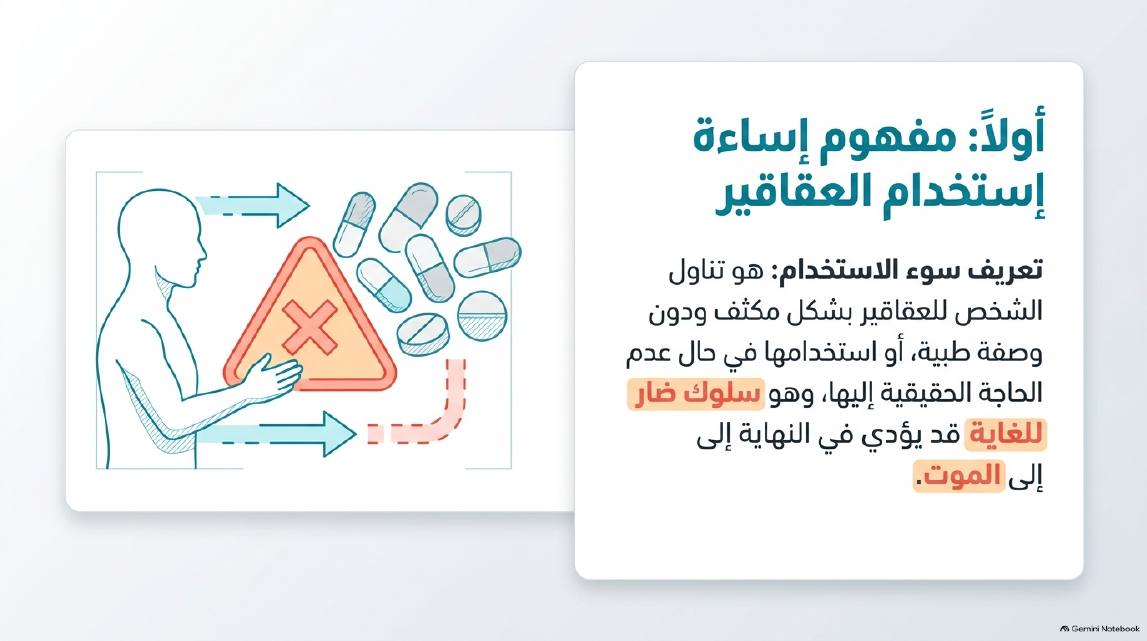 أولاً: مفهوم إساءة
إستخدام العقاقير
تعريف سوء الاستخدام: هو تناول
الشخص للعقاقير بشكل مكثف ودون
وصفة طبية، أو استخدامها في حال عدم
الحاجة الحقيقية إليها، وهو سلوك ضار
للغاية قد يؤدي في النهاية إلى
إلى الموت.
Gemini Notebook